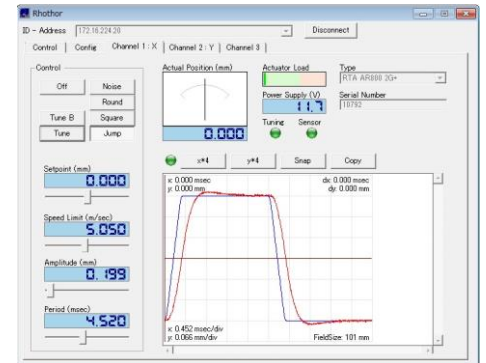 Rhothor
ID - Address 172.16.224.20 Disconnect
Control Config Channel 1 : X Channel 2 : Y Channel 3
Control
Off Noise
Round
Tune B Square
Tune Jump
Setpoint (mm)
0.000
Speed Limit (m/sec)
5.050
Amplitude (mm)
0.199
Period (msec)
4.520
Actual Position (mm)
0.000
Actuator Load
Power Supply (V)
11.7
Tuning Sensor
Type
RTA AR800 2G+
Serial Number
10792
x*4 y*4 Snap Copy
x: 0.000 msec dx: 0.000 msec
y: 0.000 mm dy: 0.000 mm
x: 0.452 msec/div
y: 0.066 mm/div FieldSize: 101 mm